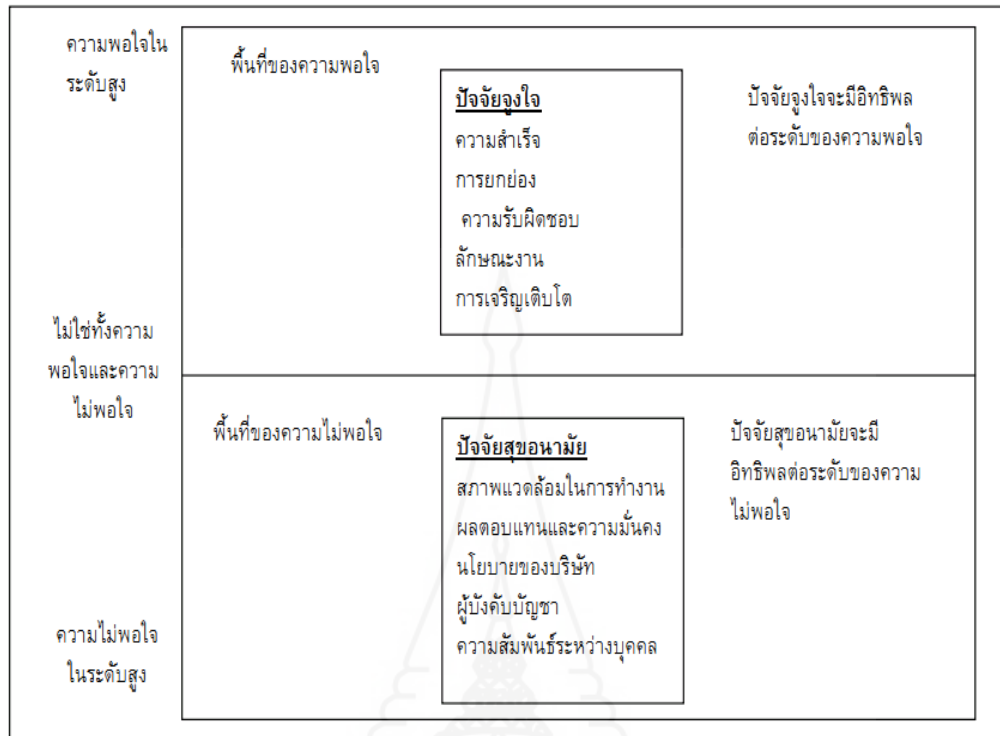 ความพอใจใน
ระดับสูง
พื้นที่ของความพอใจ
ปัจจัยจูงใจ
ความสำเร็จ
การยกย่อง
ความรับผิดชอบ
ลักษณะงาน
การเจริญเติบโต
ปัจจัยจูงใจจะมีอิทธิพล
ต่อระดับของความพอใจ
ไม่ใช่ทั้งความ
พอใจและความ
ไม่พอใจ
พื้นที่ของความไม่พอใจ
ปัจจัยสุขอนามัย
สภาพแวดล้อมในการทำงาน
ผลตอบแทนและความมั่นคง
นโยบายของบริษัท
ผู้บังคับบัญชา
ความสัมพันธ์ระหว่างบุคคล
ปัจจัยสุขอนามัยจะมี
อิทธิพลต่อระดับของความ
ไม่พอใจ
ความไม่พอใจ
ในระดับสูง